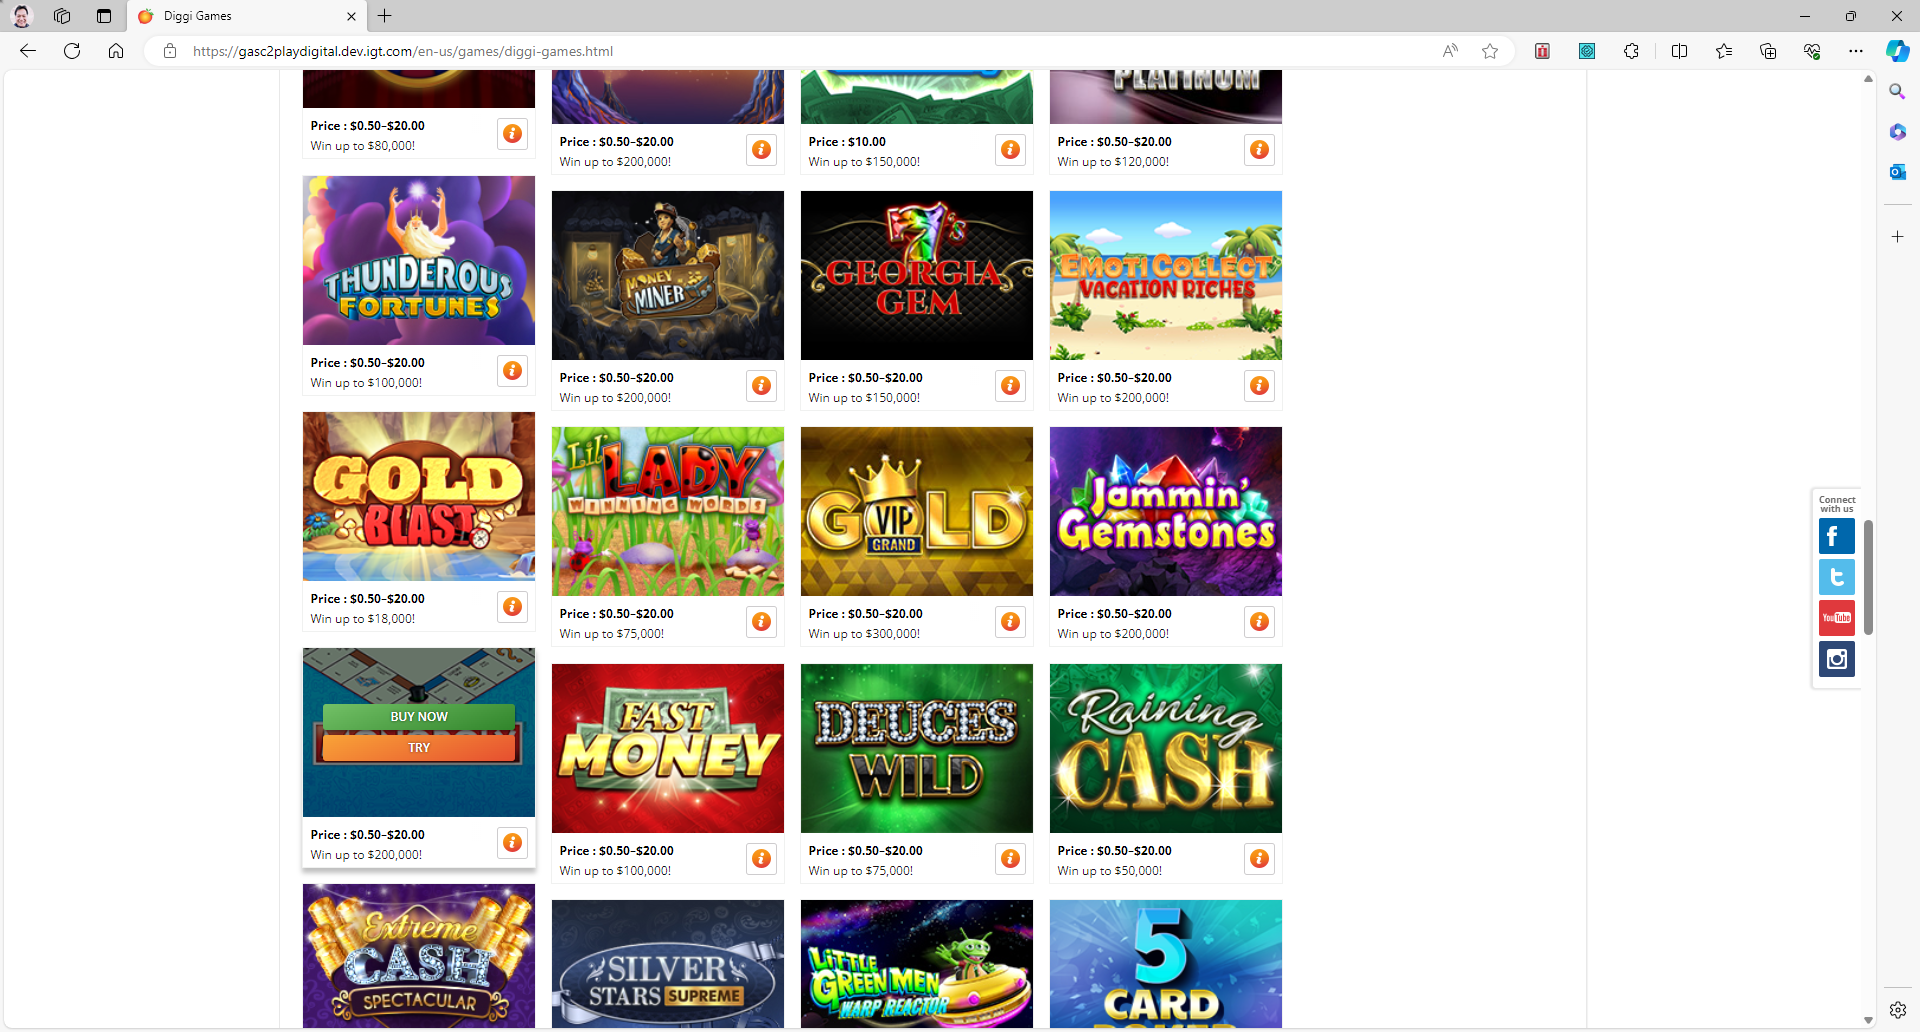 Diggi Games
https://gasc2playdigital.dev.igt.com/en-us/games/diggi-games.html
PLATINUM
Price : $0.50–$20.00
Win up to $80,000!
Price : $0.50–$20.00
Win up to $200,000!
Price : $10.00
Win up to $150,000!
Price : $0.50–$20.00
Win up to $120,000!
THUNDEROUS
FORTUNES
Price : $0.50–$20.00
Win up to $100,000!
MONEY
MINER
Price : $0.50–$20.00
Win up to $200,000!
7's
GEORGIA
GEM
Price : $0.50–$20.00
Win up to $150,000!
EMOTI COLLECT
VACATION RICHES
Price : $0.50–$20.00
Win up to $200,000!
GOLD
BLAST
Price : $0.50–$20.00
Win up to $18,000!
Lil'
LADY
WINNING WORDS
Price : $0.50–$20.00
Win up to $75,000!
GOLD
VIP
GRAND
Price : $0.50–$20.00
Win up to $300,000!
Jammin'
Gemstones
Price : $0.50–$20.00
Win up to $200,000!
BUY NOW
TRY
Price : $0.50–$20.00
Win up to $200,000!
FAST
MONEY
Price : $0.50–$20.00
Win up to $100,000!
DEUCES
WILD
Price : $0.50–$20.00
Win up to $75,000!
Raining
CASH
Price : $0.50–$20.00
Win up to $50,000!
Extreme
CASH
SPECTACULAR
SILVER
STARS SUPREME
LITTLE
GREEN MEN
WARP REACTOR
5
CARD
POKER
Connect
with us
YouTube